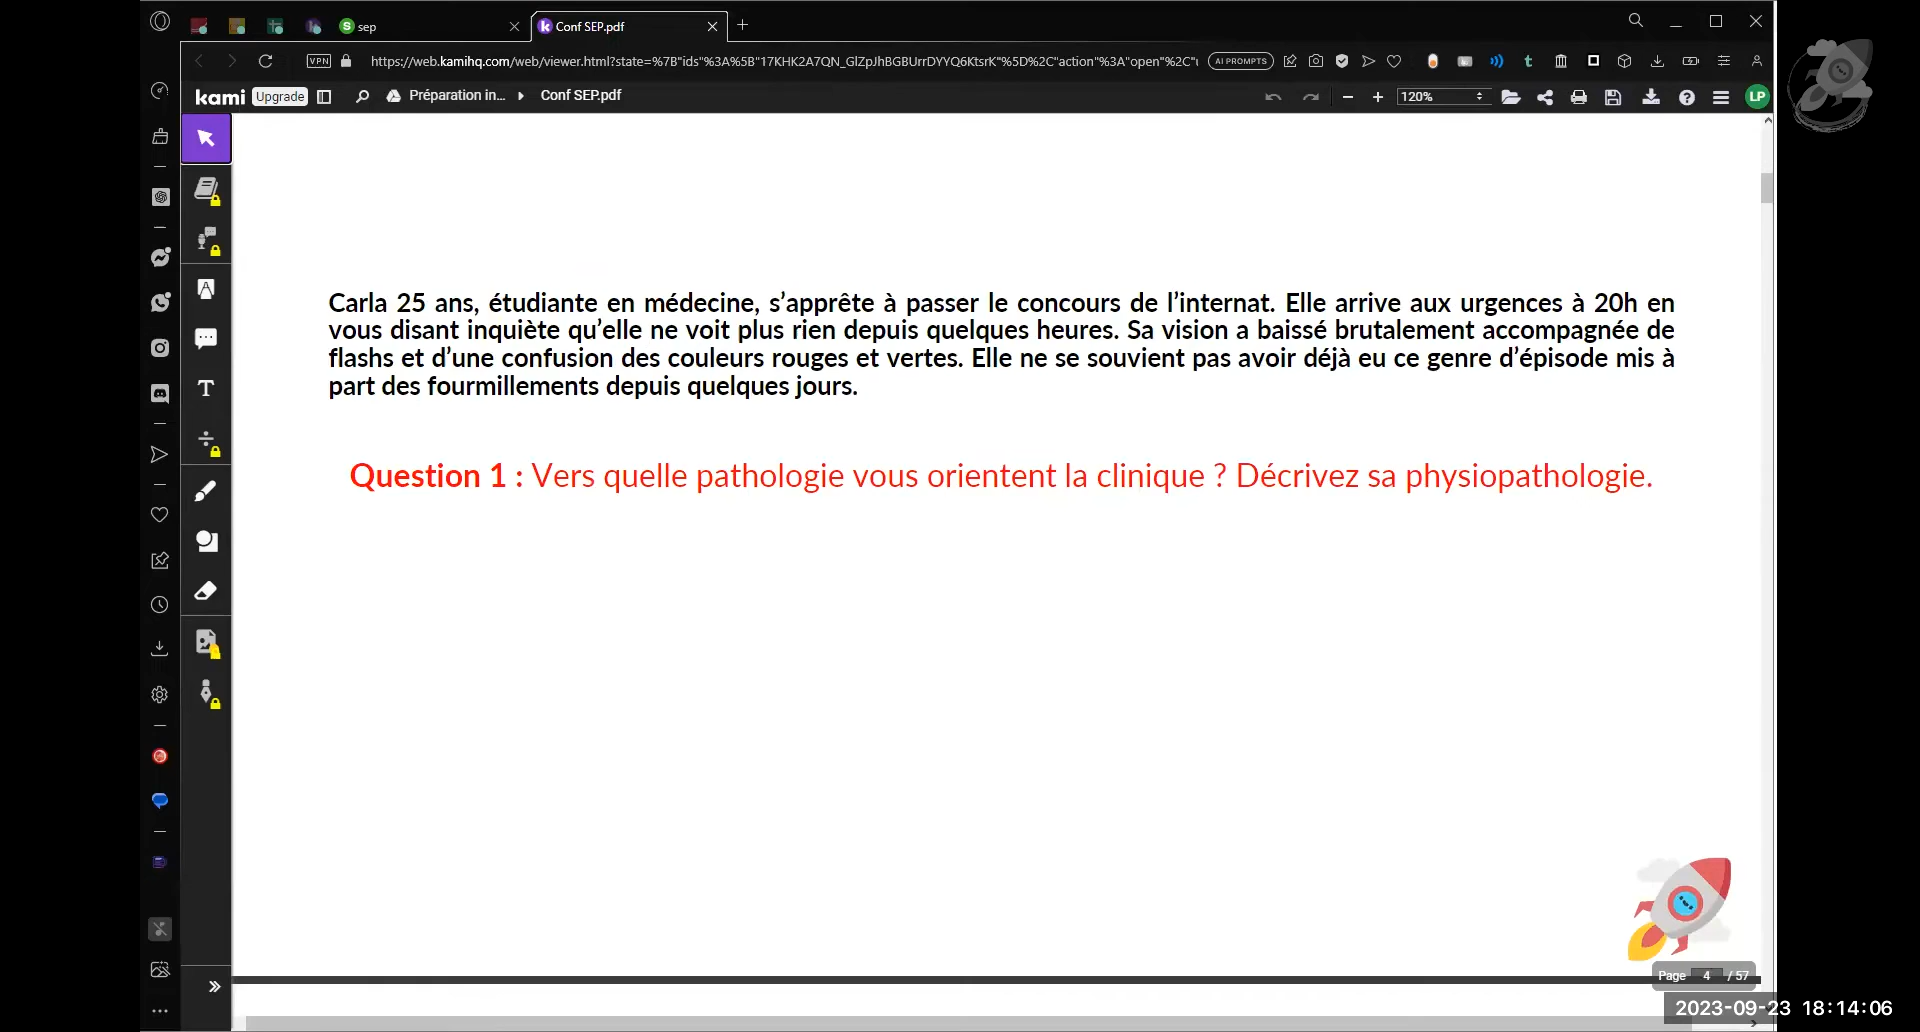 sep
Conf SEP.pdf
VPN
https://web.kamihq.com/web/viewer.html?state=%7B"ids"%3A%5B"17KHK2A7QN_GlZpJhBGBUrrDYYQ6KtsrK"%5D%2C"action"%3A"open"%2C"u
AI PROMPTS
kami
Upgrade
Préparation in...
Conf SEP.pdf
120%
LP
Carla 25 ans, étudiante en médecine, s’apprête à passer le concours de l’internat. Elle arrive aux urgences à 20h en
vous disant inquiète qu’elle ne voit plus rien depuis quelques heures. Sa vision a baissé brutalement accompagnée de
flashs et d’une confusion des couleurs rouges et vertes. Elle ne se souvient pas avoir déjà eu ce genre d’épisode mis à
part des fourmillements depuis quelques jours.
Question 1 : Vers quelle pathologie vous orientent la clinique ? Décrivez sa physiopathologie.
Page 4 / 57
2023-09-23 18:14:06